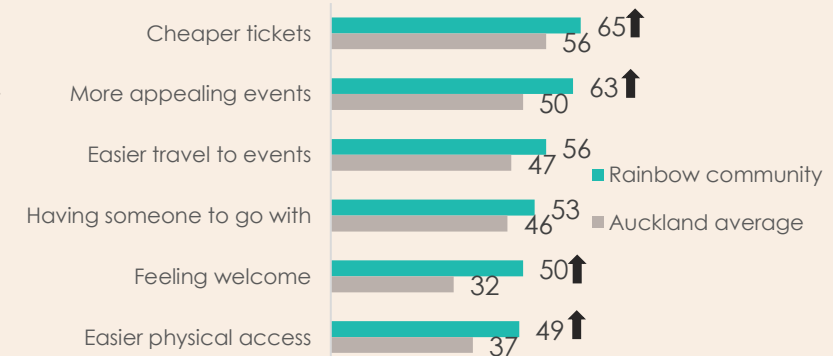 Cheaper tickets 65
56
More appealing events 63
50
Easier travel to events 56
47
Rainbow community
Having someone to go with 53
46
Auckland average
Feeling welcome 50
32
Easier physical access 49
37